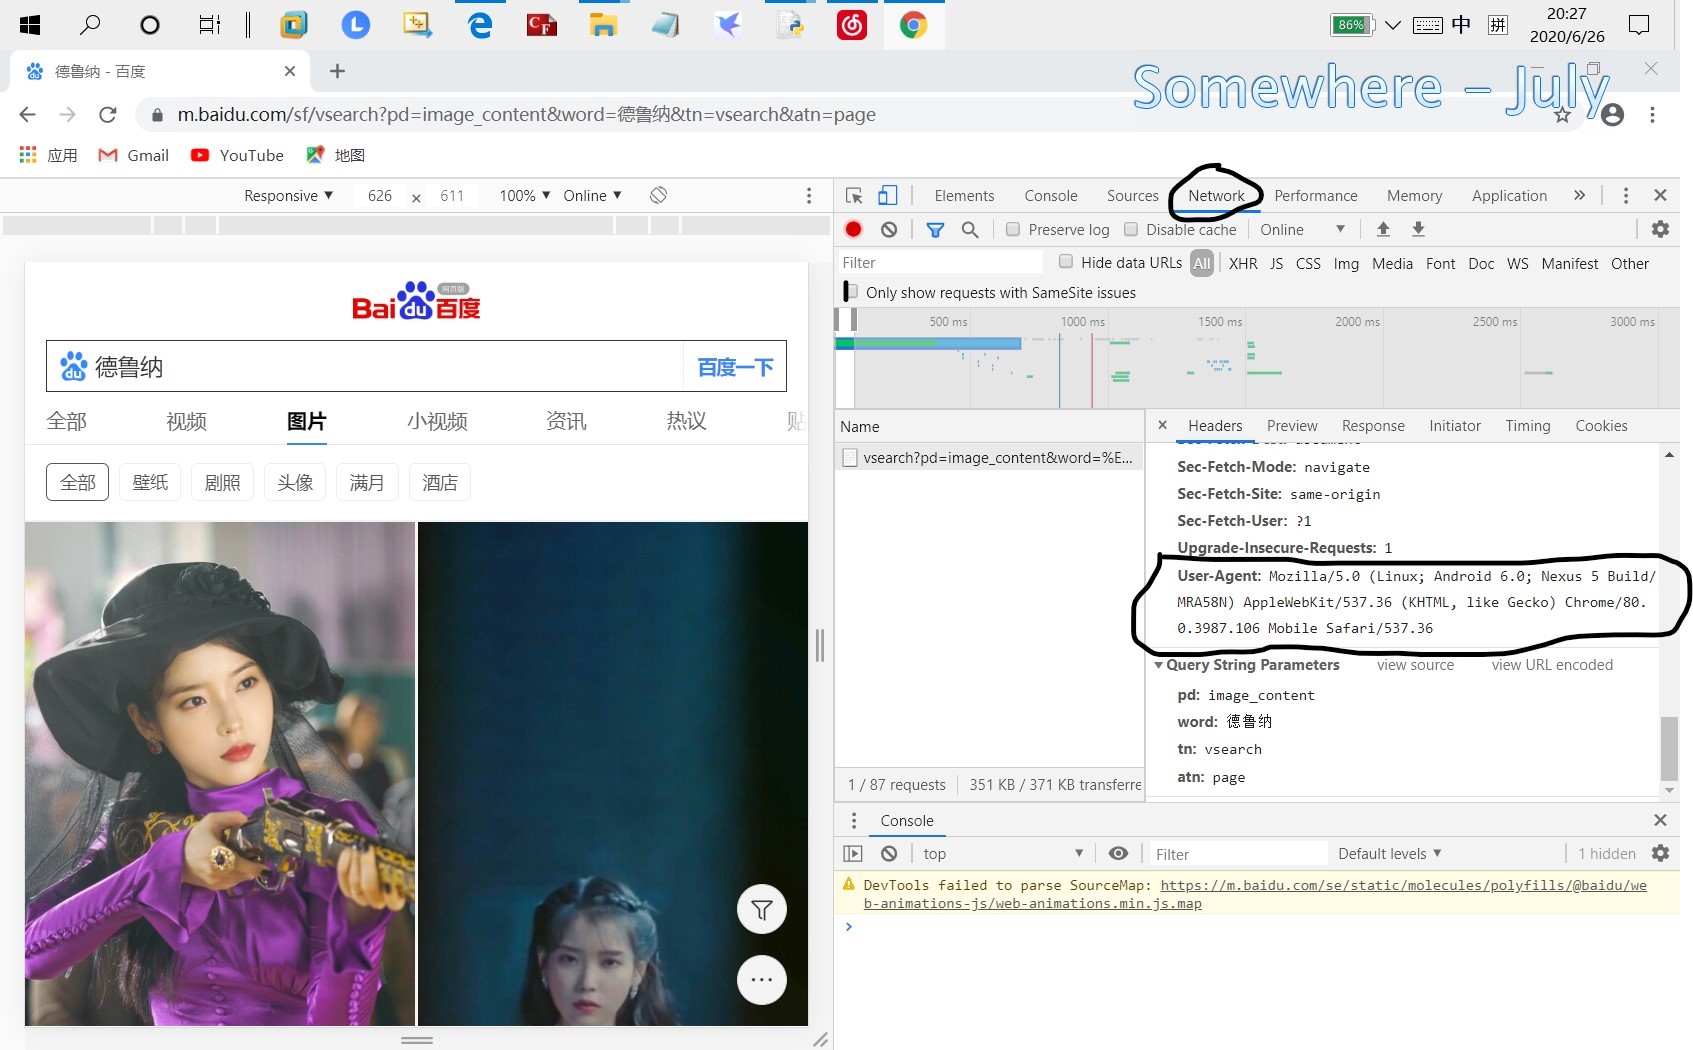 86%
中
拼
20:27
2020/6/26
德鲁纳 - 百度
Somewhere – July
m.baidu.com/sf/vsearch?pd=image_content&word=德鲁纳&tn=vsearch&atn=page
应用 Gmail YouTube 地图
Responsive ▼ 626 × 611 100% ▼ Online ▼
Elements Console Sources Network Performance Memory Application »
Preserve log Disable cache Online ▼
Filter Hide data URLs All XHR JS CSS Img Media Font Doc WS Manifest Other
Only show requests with SameSite issues
500 ms 1000 ms 1500 ms 2000 ms 2500 ms 3000 ms
Bai du 百度 网页版
du 德鲁纳 百度一下
全部 视频 图片 小视频 资讯 热议 贴
全部 壁纸 剧照 头像 满月 酒店
Name
vsearch?pd=image_content&word=%E...
1 / 87 requests 351 KB / 371 KB transferre
× Headers Preview Response Initiator Timing Cookies
Sec-Fetch-Mode: navigate
Sec-Fetch-Site: same-origin
Sec-Fetch-User: ?1
Upgrade-Insecure-Requests: 1
User-Agent: Mozilla/5.0 (Linux; Android 6.0; Nexus 5 Build/
MRA58N) AppleWebKit/537.36 (KHTML, like Gecko) Chrome/80.
0.3987.106 Mobile Safari/537.36
▼Query String Parameters view source view URL encoded
pd: image_content
word: 德鲁纳
tn: vsearch
atn: page
Console
top ▼ Filter Default levels ▼ 1 hidden
DevTools failed to parse SourceMap: https://m.baidu.com/se/static/molecules/polyfills/@baidu/we
b-animations-js/web-animations.min.js.map